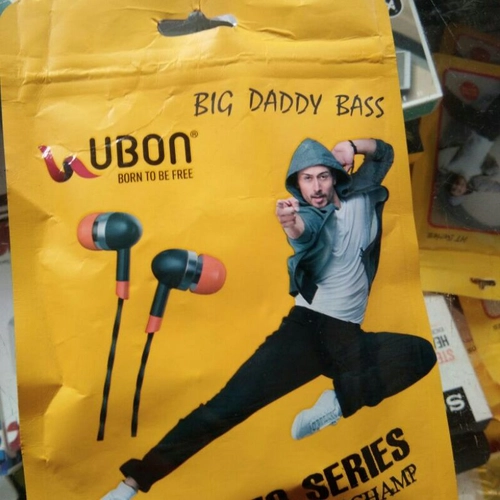 BIG DADDY BASS
UBON®
BORN TO BE FREE
SERIES
CHAMP